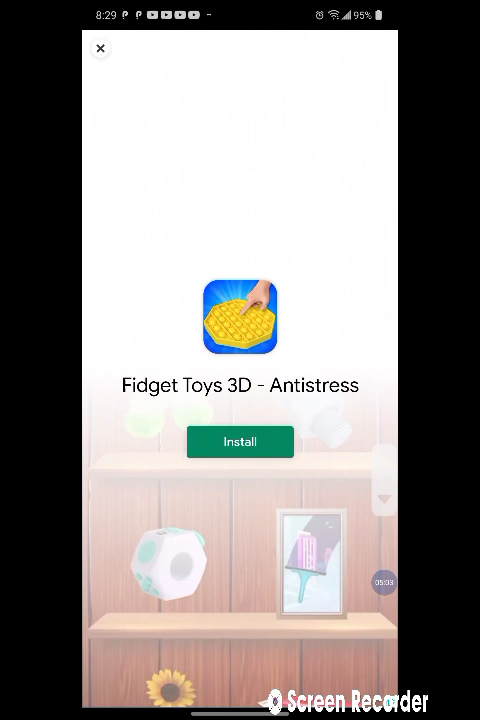 8:29
95%
Fidget Toys 3D - Antistress
Install
05:03
Screen Recorder